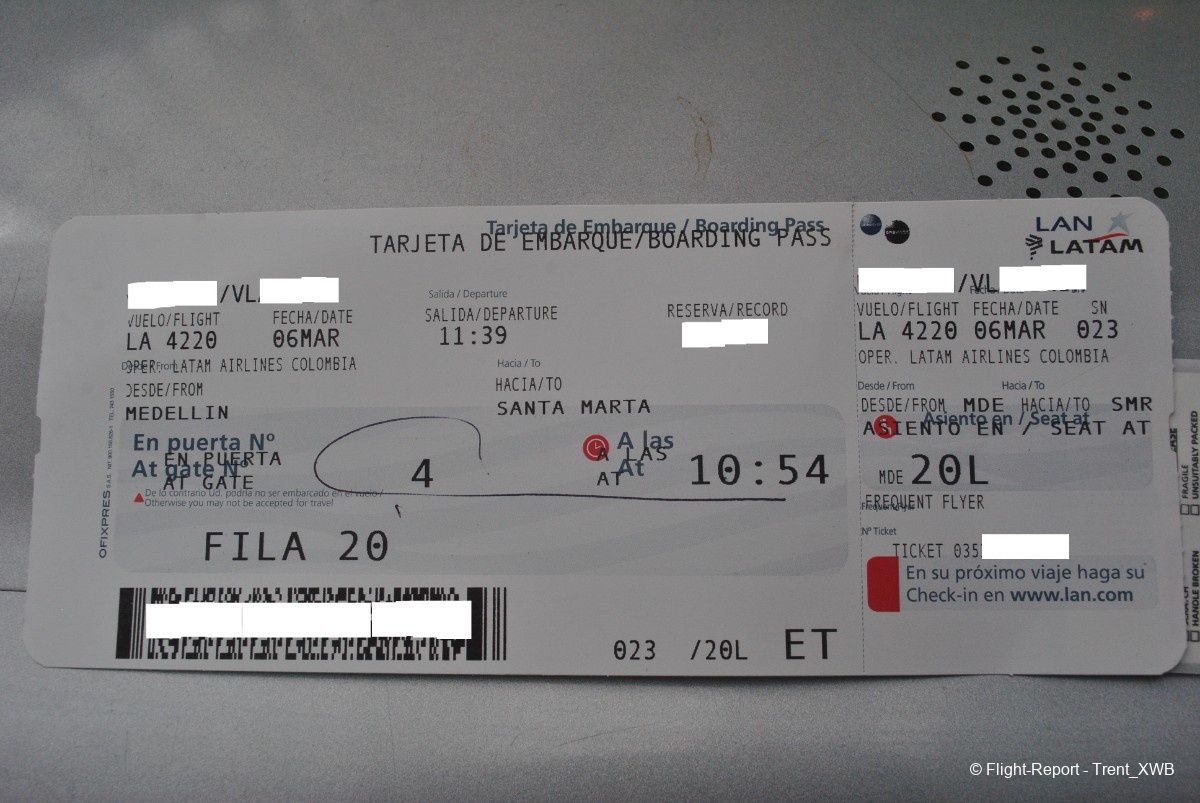 Tarjeta de Embarque / Boarding Pass
TARJETA DE EMBARQUE/BOARDING PASS
/VL
Salida / Departure
VUELO/FLIGHT FECHA/DATE SALIDA/DEPARTURE RESERVA/RECORD
LA 4220 06MAR 11:39
OPER. LATAM AIRLINES COLOMBIA
Desde / From Hacia / To
DESDE/FROM HACIA/TO
MEDELLIN SANTA MARTA
En puerta Nº A las
EN PUERTA A LAS
At gate Nº At
AT GATE 4 AT 10:54
De lo contrario Ud. podría no ser embarcado en el vuelo /
Otherwise you may not be accepted for travel
FILA 20
023 /20L ET
OFIXPRES
LAN
LATAM
/VL
VUELO/FLIGHT FECHA/DATE SN
LA 4220 06MAR 023
OPER. LATAM AIRLINES COLOMBIA
Desde / From Hacia / To
DESDE/FROM MDE HACIA/TO SMR
Asiento en / Seat at
ASIENTO EN / SEAT AT
MDE 20L
FREQUENT FLYER
Nº Ticket
TICKET 035
En su próximo viaje haga su
Check-in en www.lan.com
FRAGILE
UNSUITABLY PACKED
HANDLE BROKEN
© Flight-Report - Trent_XWB